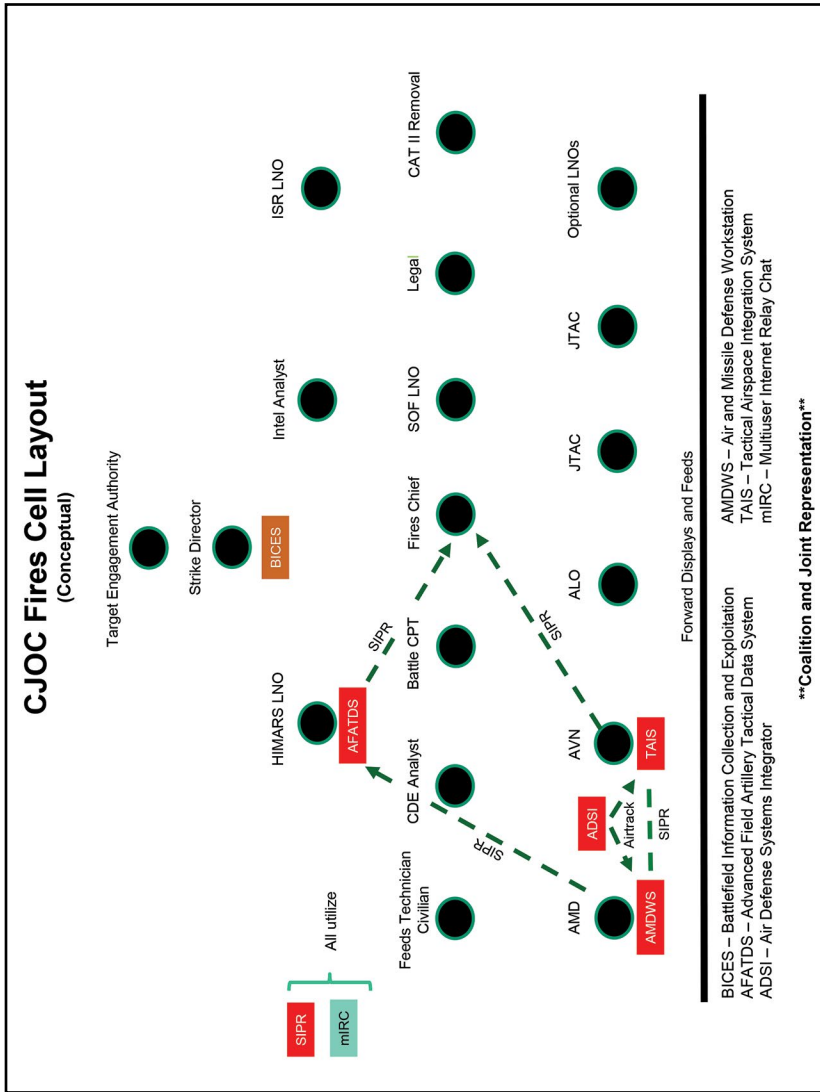 CJOC Fires Cell Layout
(Conceptual)
Target Engagement Authority
Strike Director
BICES
SIPR
mIRC
All utilize
HIMARS LNO
AFATDS
Intel Analyst
ISR LNO
SIPR
Feeds Technician
Civilian
CDE Analyst
Battle CPT
Fires Chief
SOF LNO
Legal
CAT II Removal
SIPR
SIPR
ADSI
Airtrack
AMD
AMDWS
SIPR
AVN
TAIS
ALO
JTAC
JTAC
Optional LNOs
Forward Displays and Feeds
BICES – Battlefield Information Collection and Exploitation
AFATDS – Advanced Field Artillery Tactical Data System
ADSI – Air Defense Systems Integrator
AMDWS – Air and Missile Defense Workstation
TAIS – Tactical Airspace Integration System
mIRC – Multiuser Internet Relay Chat
**Coalition and Joint Representation**